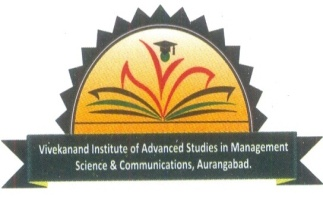 Vivekanand Institute of Advanced Studies in Management
Science & Communications, Aurangabad.